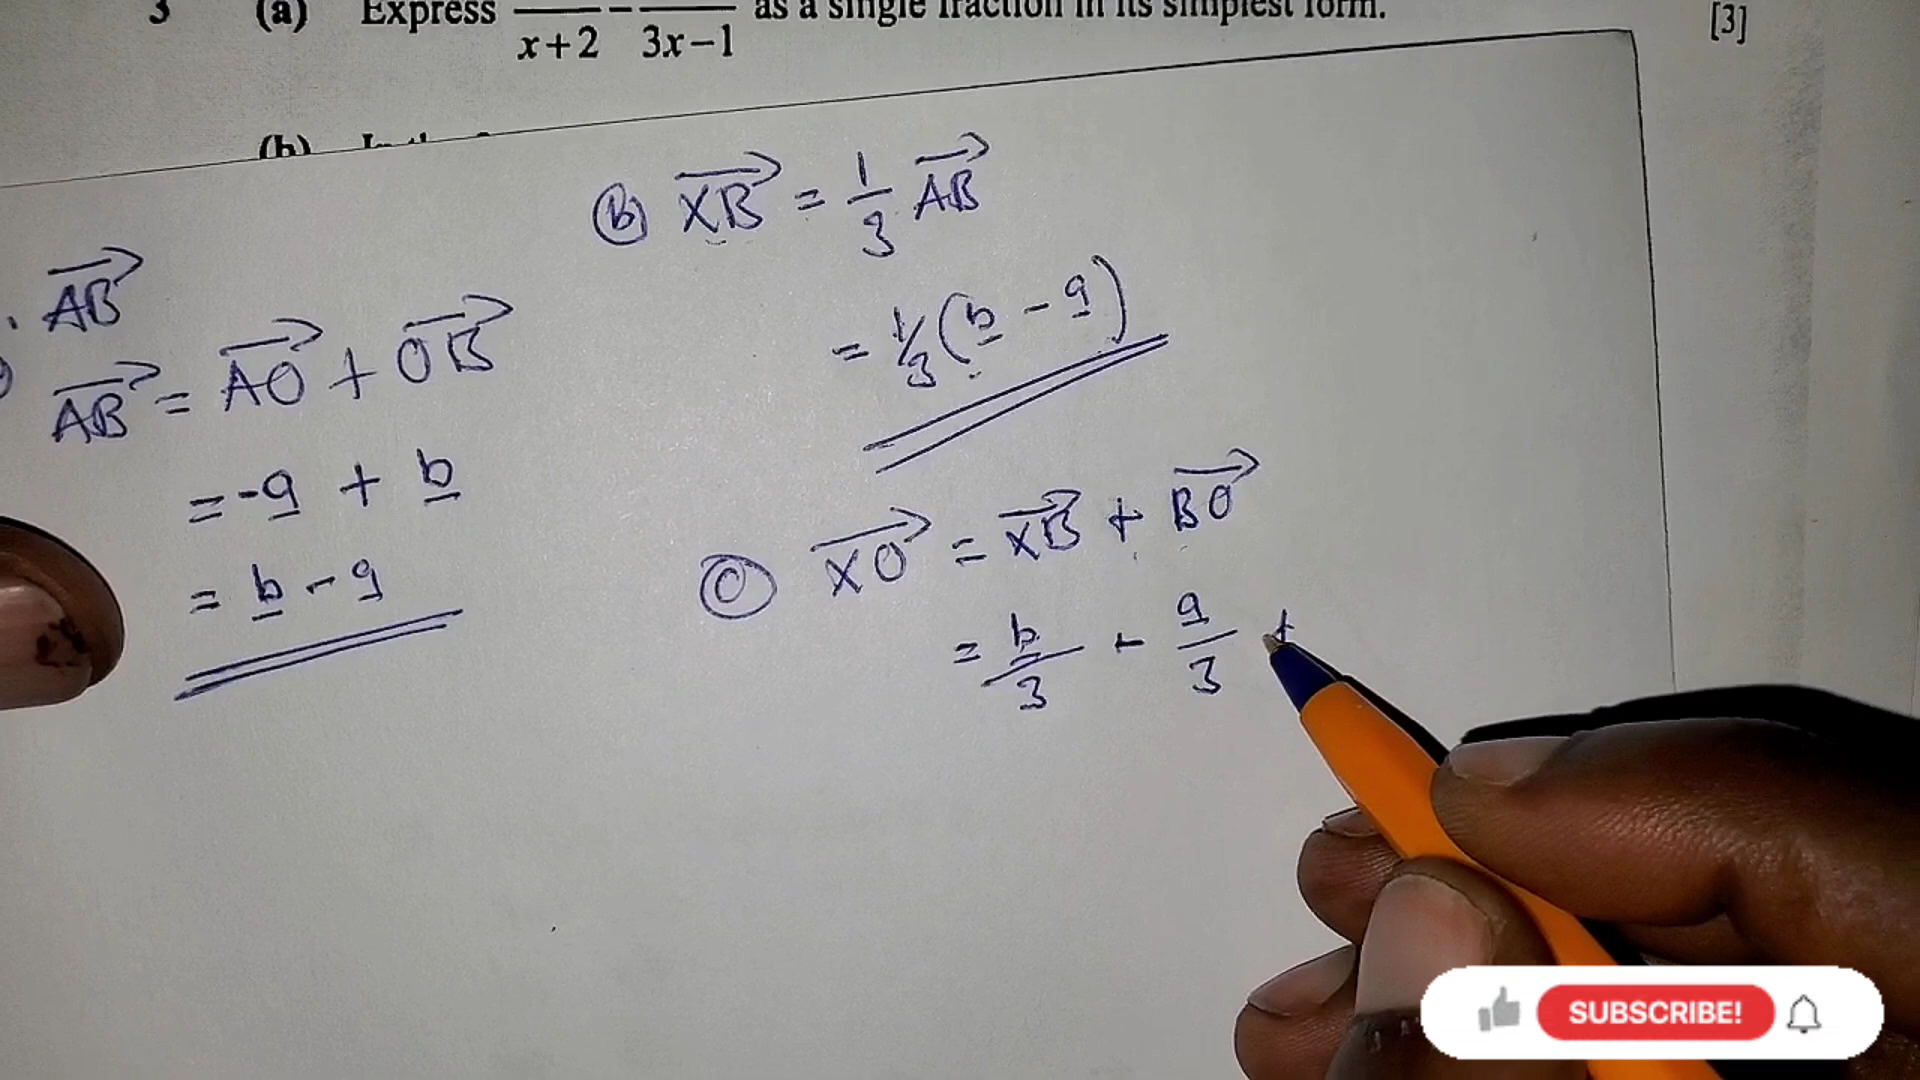 3 (a) Express x+2 - 3x-1 as a single fraction in its simplest form. [3]
(b)
AB
AB = AO + OB
= -a + b
= b - a
(b) XB = 1/3 AB
= 1/3 (b - a)
(c) XO = XB + BO
= b/3 - a/3 +
SUBSCRIBE!